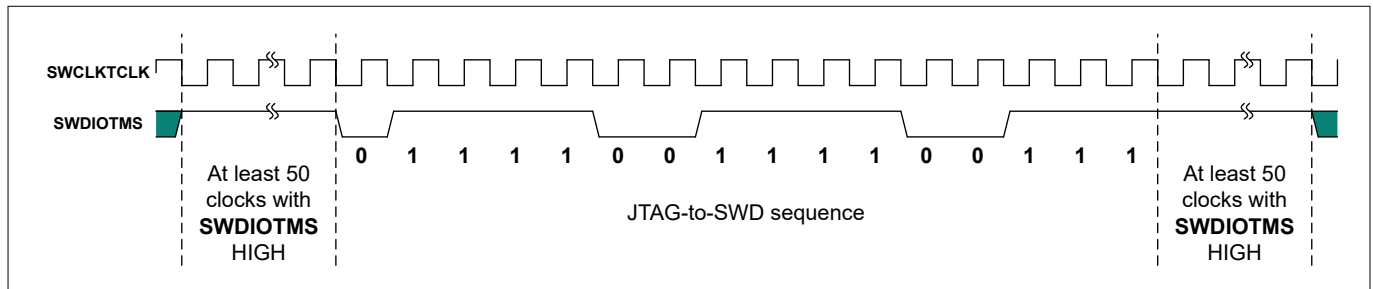 SWCLKTCLK
SWDIOTMS
0 1 1 1 1 0 0 1 1 1 1 0 0 1 1 1
At least 50
clocks with
SWDIOTMS
HIGH
JTAG-to-SWD sequence
At least 50
clocks with
SWDIOTMS
HIGH